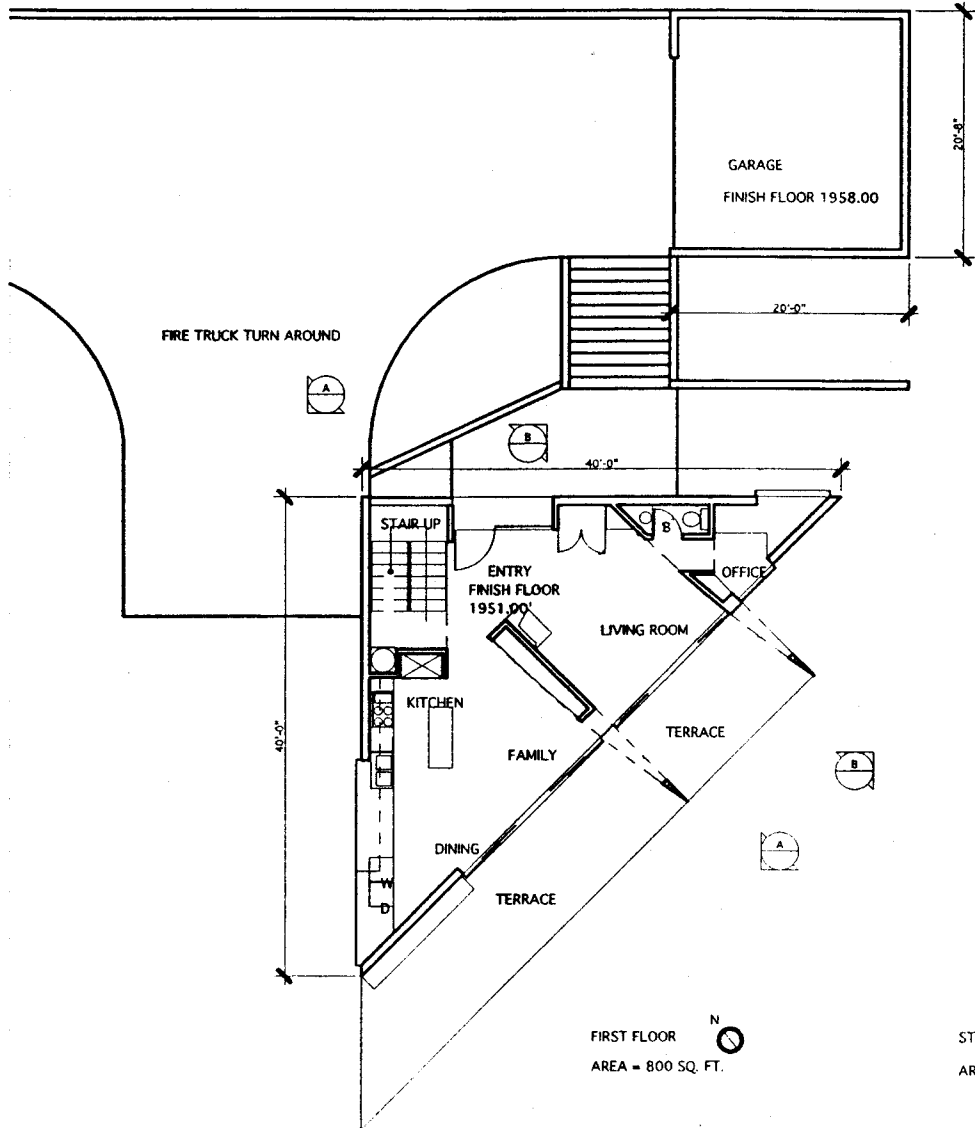 20'-8"
GARAGE
FINISH FLOOR 1958.00
20'-0"
FIRE TRUCK TURN AROUND
A
B
40'-0"
STAIR UP
B
ENTRY
FINISH FLOOR
1951.00'
OFFICE
LIVING ROOM
KITCHEN
TERRACE
40'-0"
FAMILY
B
DINING
A
W
D
TERRACE
N
FIRST FLOOR
AREA = 800 SQ. FT.
ST
AR